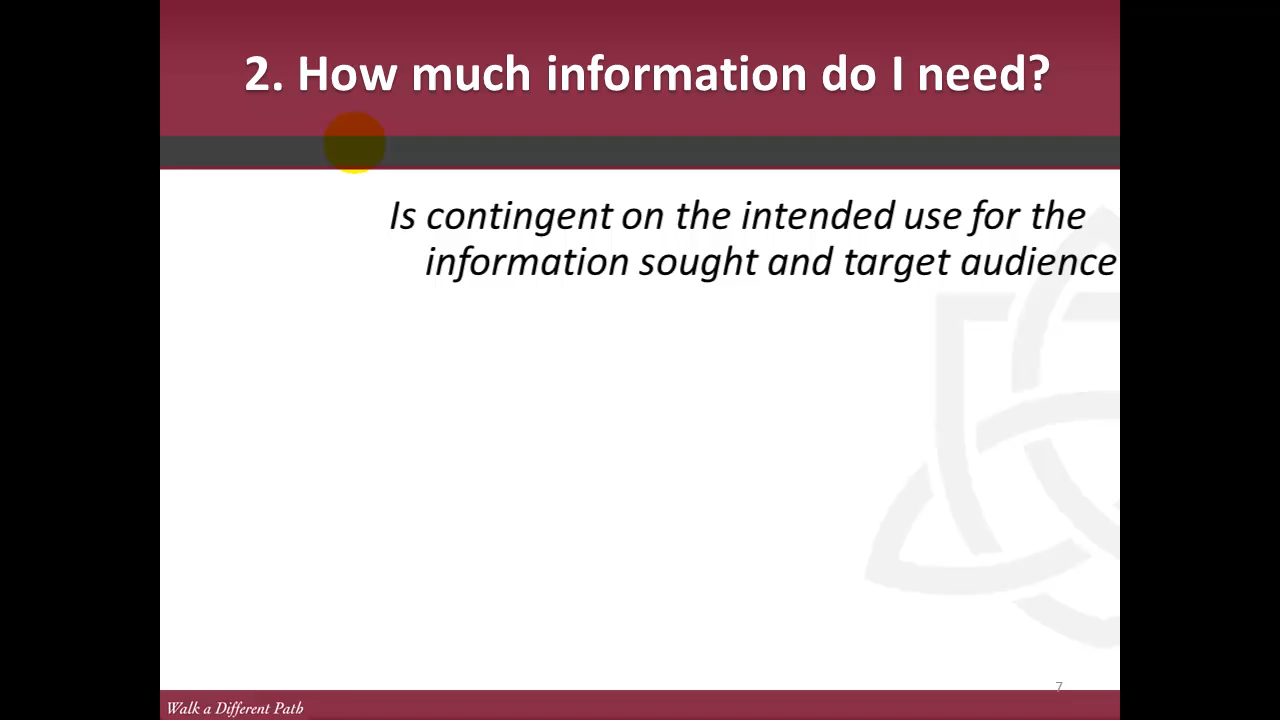 2. How much information do I need?
Is contingent on the intended use for the
information sought and target audience
7
Walk a Different Path